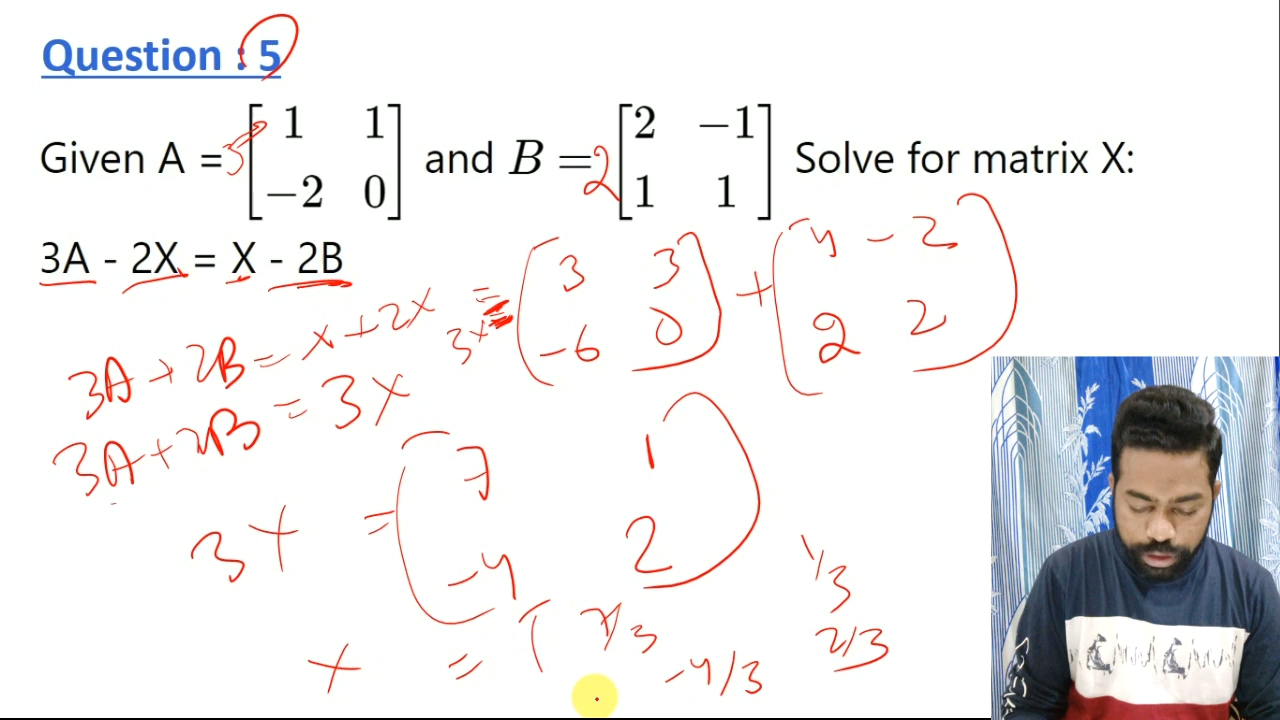 Question : 5
Given A = 3 [1 1 −2 0] and B = 2 [2 −1 1 1] Solve for matrix X:
3A - 2X = X - 2B
3A + 2B = X + 2X
3X = [3 3 -6 0] + [4 -2 2 2]
3A + 2B = 3X
3X = [7 1 -4 2]
X = [7/3 1/3 -4/3 2/3